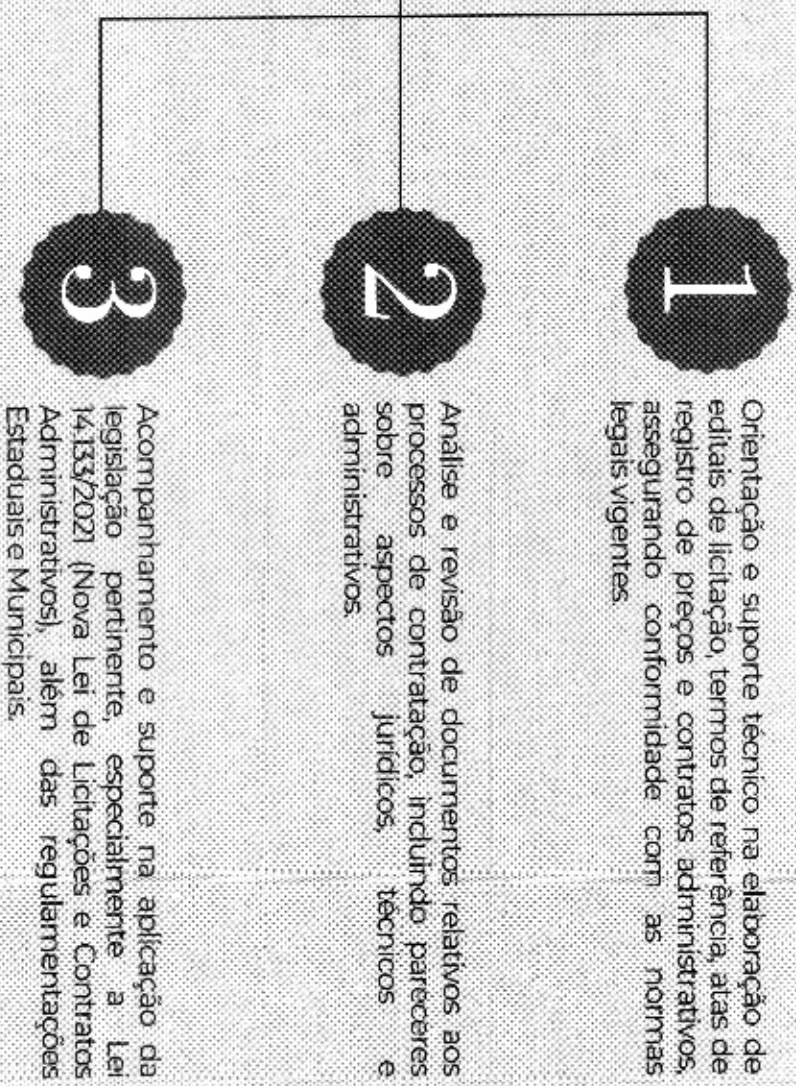 1
Orientação e suporte técnico na elaboração de
editais de licitação, termos de referência, atas de
registro de preços e contratos administrativos,
assegurando conformidade com as normas
legais vigentes.
2
Análise e revisão de documentos relativos aos
processos de contratação, incluindo pareceres
sobre aspectos jurídicos, técnicos e
administrativos.
3
Acompanhamento e suporte na aplicação da
legislação pertinente, especialmente a Lei
14.133/2021 (Nova Lei de Licitações e Contratos
Administrativos), além das regulamentações
Estaduais e Municipais.